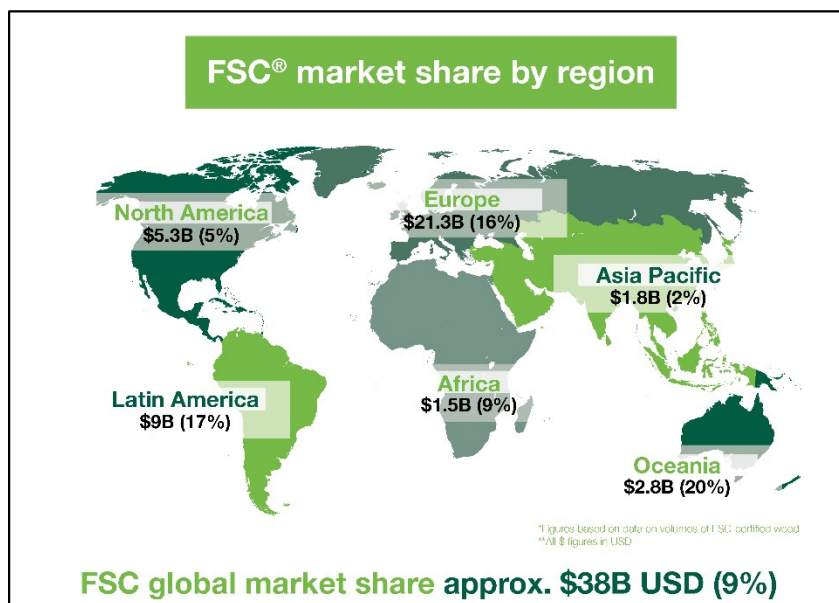 FSC® market share by region
North America
$5.3B (5%)
Europe
$21.3B (16%)
Asia Pacific
$1.8B (2%)
Latin America
$9B (17%)
Africa
$1.5B (9%)
Oceania
$2.8B (20%)
*Figures based on data on volumes of FSC certified wood
**All $ figures in USD
FSC global market share approx. $38B USD (9%)